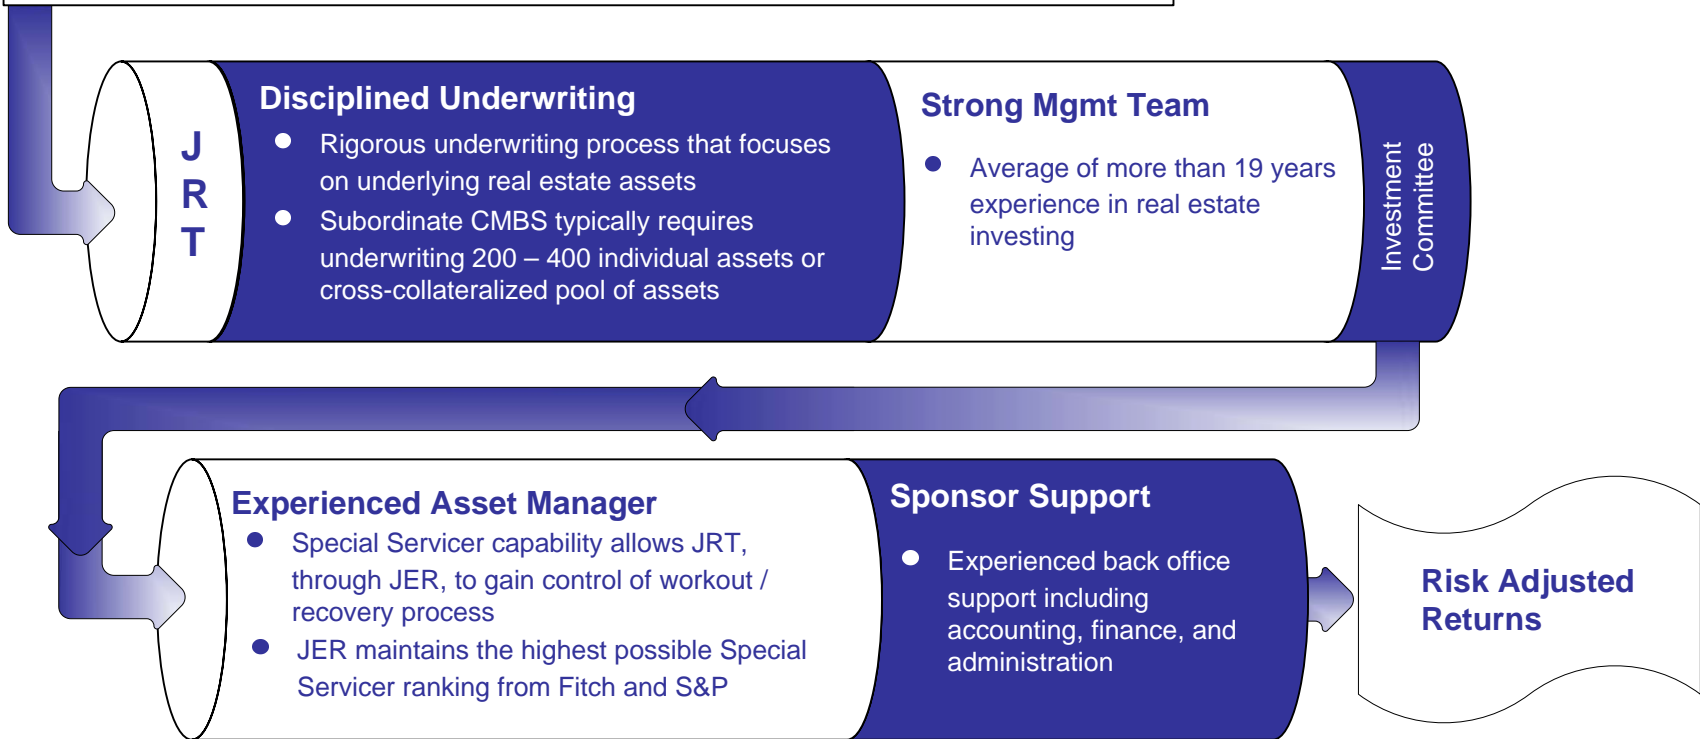 J
R
T
Disciplined Underwriting
● Rigorous underwriting process that focuses
on underlying real estate assets
● Subordinate CMBS typically requires
underwriting 200 – 400 individual assets or
cross-collateralized pool of assets
Strong Mgmt Team
● Average of more than 19 years
experience in real estate
investing
Investment
Committee
Experienced Asset Manager
● Special Servicer capability allows JRT,
through JER, to gain control of workout /
recovery process
● JER maintains the highest possible Special
Servicer ranking from Fitch and S&P
Sponsor Support
● Experienced back office
support including
accounting, finance, and
administration
Risk Adjusted
Returns